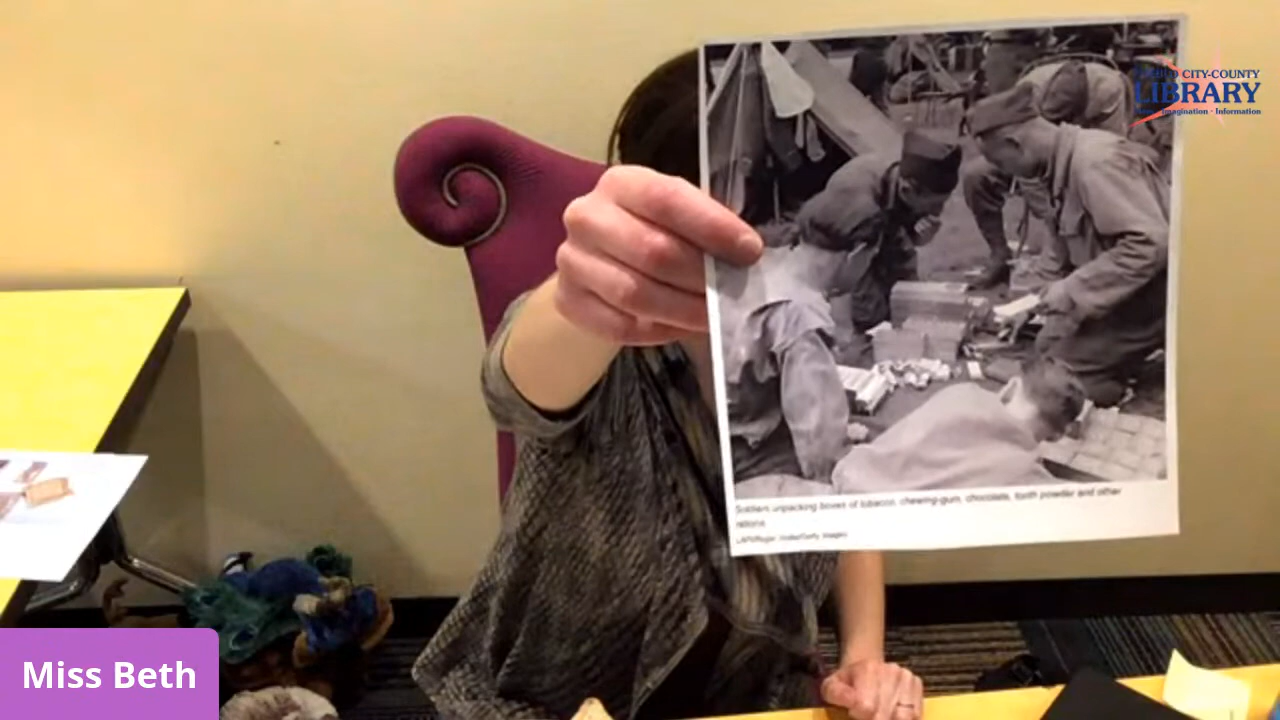 CITY-COUNTY
LIBRARY
Imagination · Information
Soldiers unpacking boxes of tobacco, chewing-gum, chocolate, tooth powder and other
rations.
Images
Miss Beth